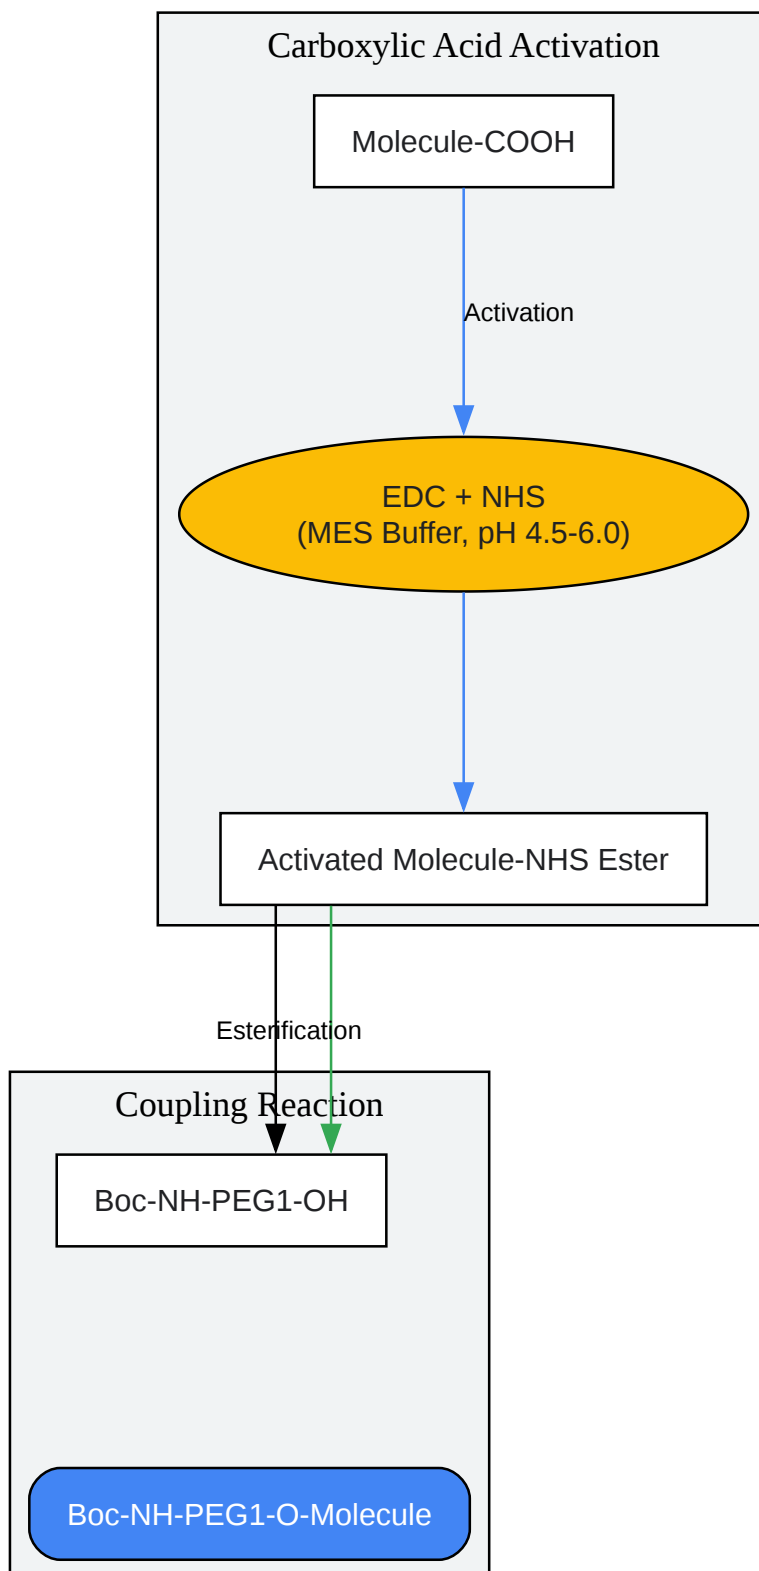 Carboxylic Acid Activation
Molecule-COOH
Activation
EDC + NHS
(MES Buffer, pH 4.5-6.0)
Activated Molecule-NHS Ester
Esterification
Coupling Reaction
Boc-NH-PEG1-OH
Boc-NH-PEG1-O-Molecule